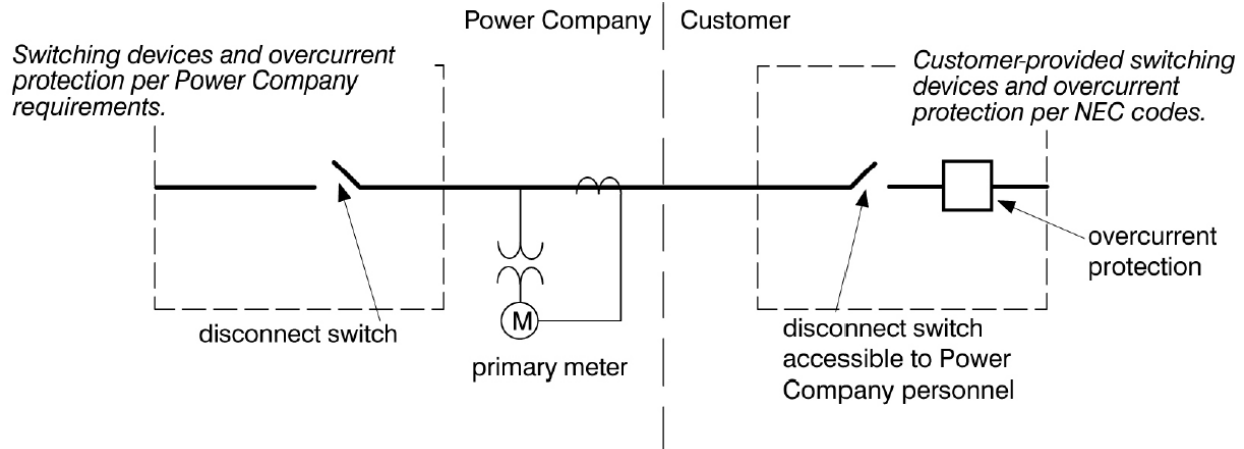 Power Company
Customer
Switching devices and overcurrent
protection per Power Company
requirements.
Customer-provided switching
devices and overcurrent
protection per NEC codes.
overcurrent
protection
disconnect switch
M
primary meter
disconnect switch
accessible to Power
Company personnel